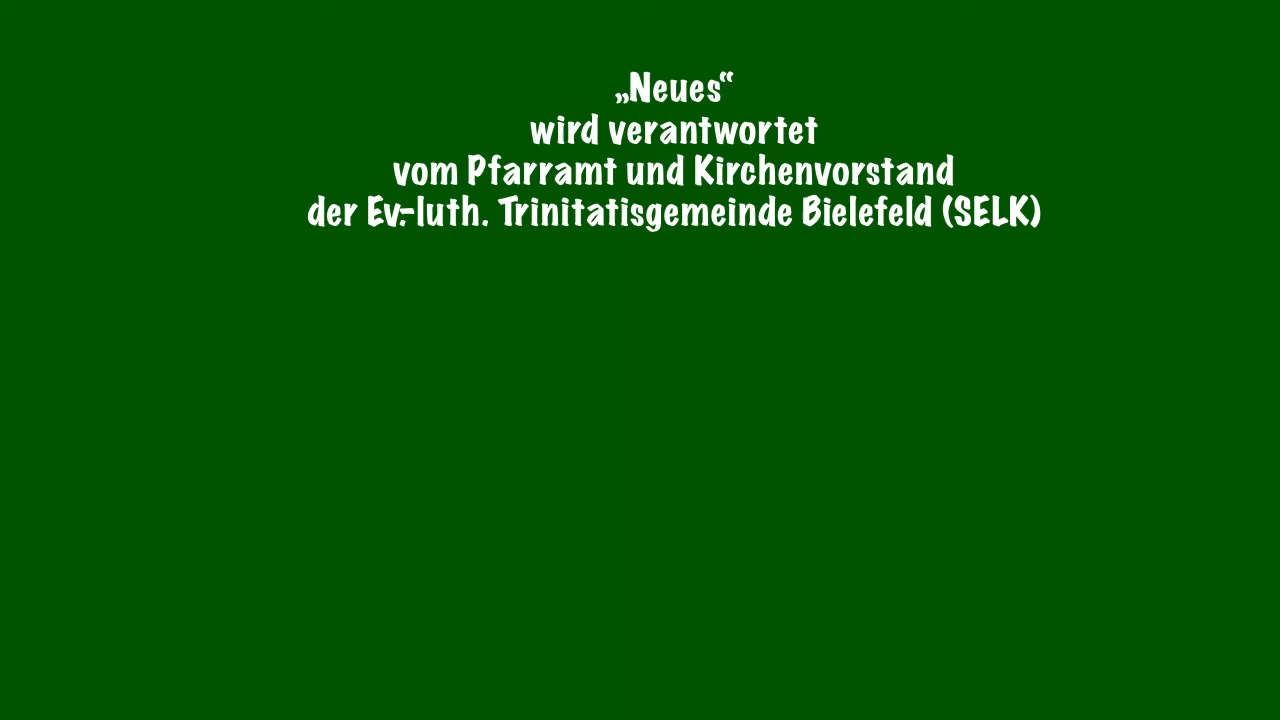 „Neues“
wird verantwortet
vom Pfarramt und Kirchenvorstand
der Ev.-luth. Trinitatisgemeinde Bielefeld (SELK)